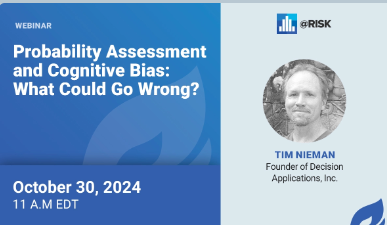 WEBINAR
Probability Assessment
and Cognitive Bias:
What Could Go Wrong?
October 30, 2024
11 A.M EDT
@RISK
TIM NIEMAN
Founder of Decision
Applications, Inc.